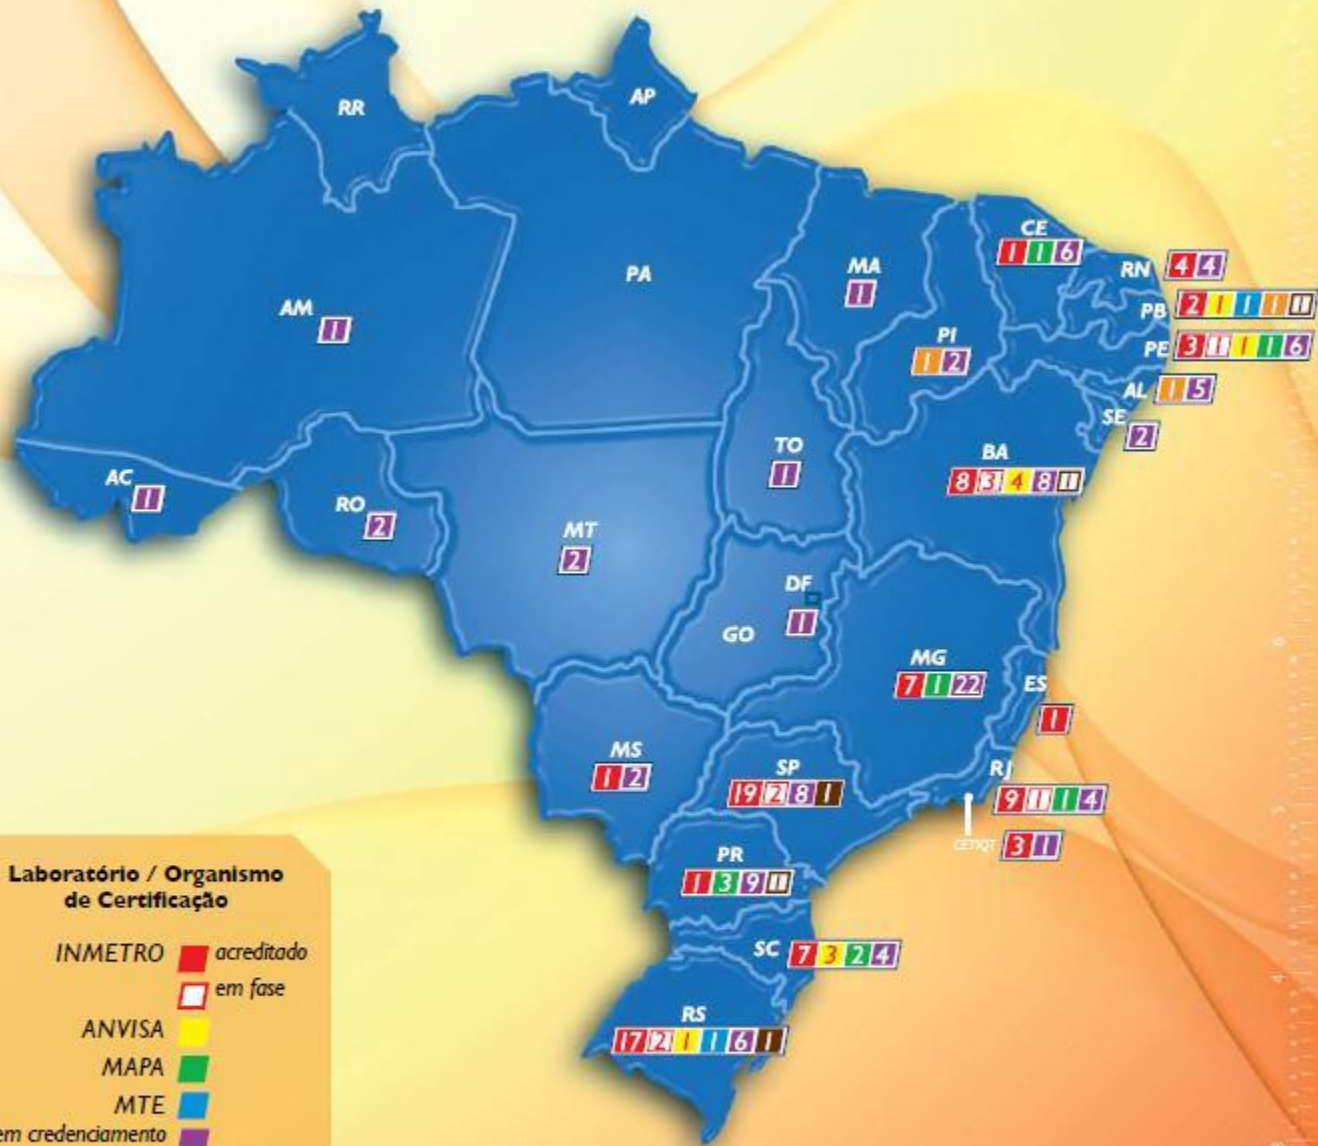 RR
AP
AM
1
PA
MA
1
CE
1 1 6
RN 4 4
PB 2 1 1 1 1
PE 3 1 1 1 6
PI
1 2
AL 1 5
SE
2
AC
1
RO
2
MT
2
TO
1
BA
8 3 4 8 1
DF
1
GO
MG
7 1 22
ES
1
MS
1 2
SP
19 2 8 1
RJ
9 1 1 4
CETIQT 3 1
PR
1 3 9 1
SC 7 3 2 4
RS
17 2 1 1 6 1
Laboratório / Organismo
de Certificação
INMETRO acreditado
em fase
ANVISA
MAPA
MTE
em credenciamento